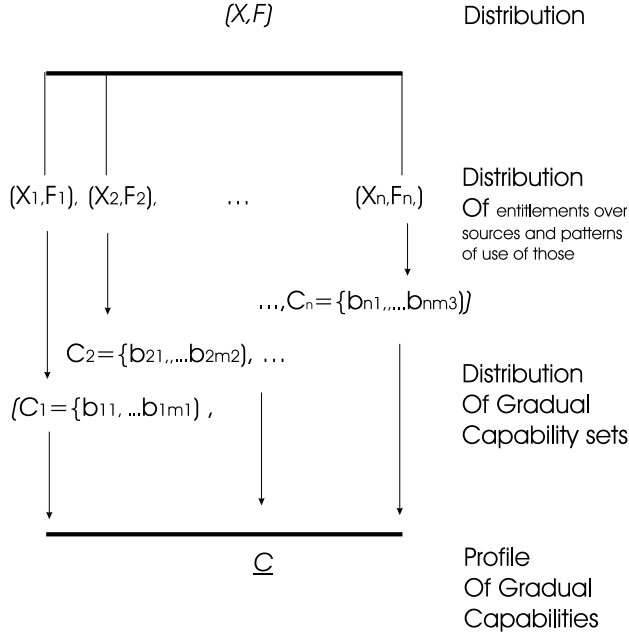 (X,F) Distribution
(X1,F1), (X2,F2), ... (Xn,Fn,)
Distribution
Of entitlements over
sources and patterns
of use of those
...,Cn={bn1,,...bnm3})
C2={b21,,...b2m2), ...
(C1={b11, ...b1m1) ,
Distribution
Of Gradual
Capability sets
C
Profile
Of Gradual
Capabilities